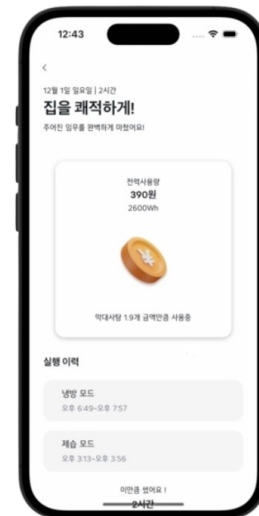 12:43
12월 1일 일요일 | 2시간
집을 쾌적하게!
주어진 임무를 완벽하게 마쳤어요!
전력사용량
390원
2600Wh
막대사탕 1.9개 금액만큼 사용중
실행 이력
냉방 모드
오후 6:49~오후 7:57
제습 모드
오후 3:13~오후 3:56
이만큼 썼어요 !
2시간